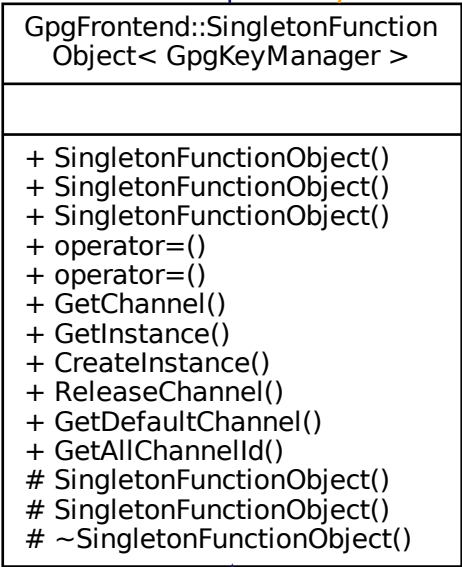 GpgFrontend::SingletonFunction
Object< GpgKeyManager >
+ SingletonFunctionObject()
+ SingletonFunctionObject()
+ SingletonFunctionObject()
+ operator=()
+ operator=()
+ GetChannel()
+ GetInstance()
+ CreateInstance()
+ ReleaseChannel()
+ GetDefaultChannel()
+ GetAllChannelId()
# SingletonFunctionObject()
# SingletonFunctionObject()
# ~SingletonFunctionObject()